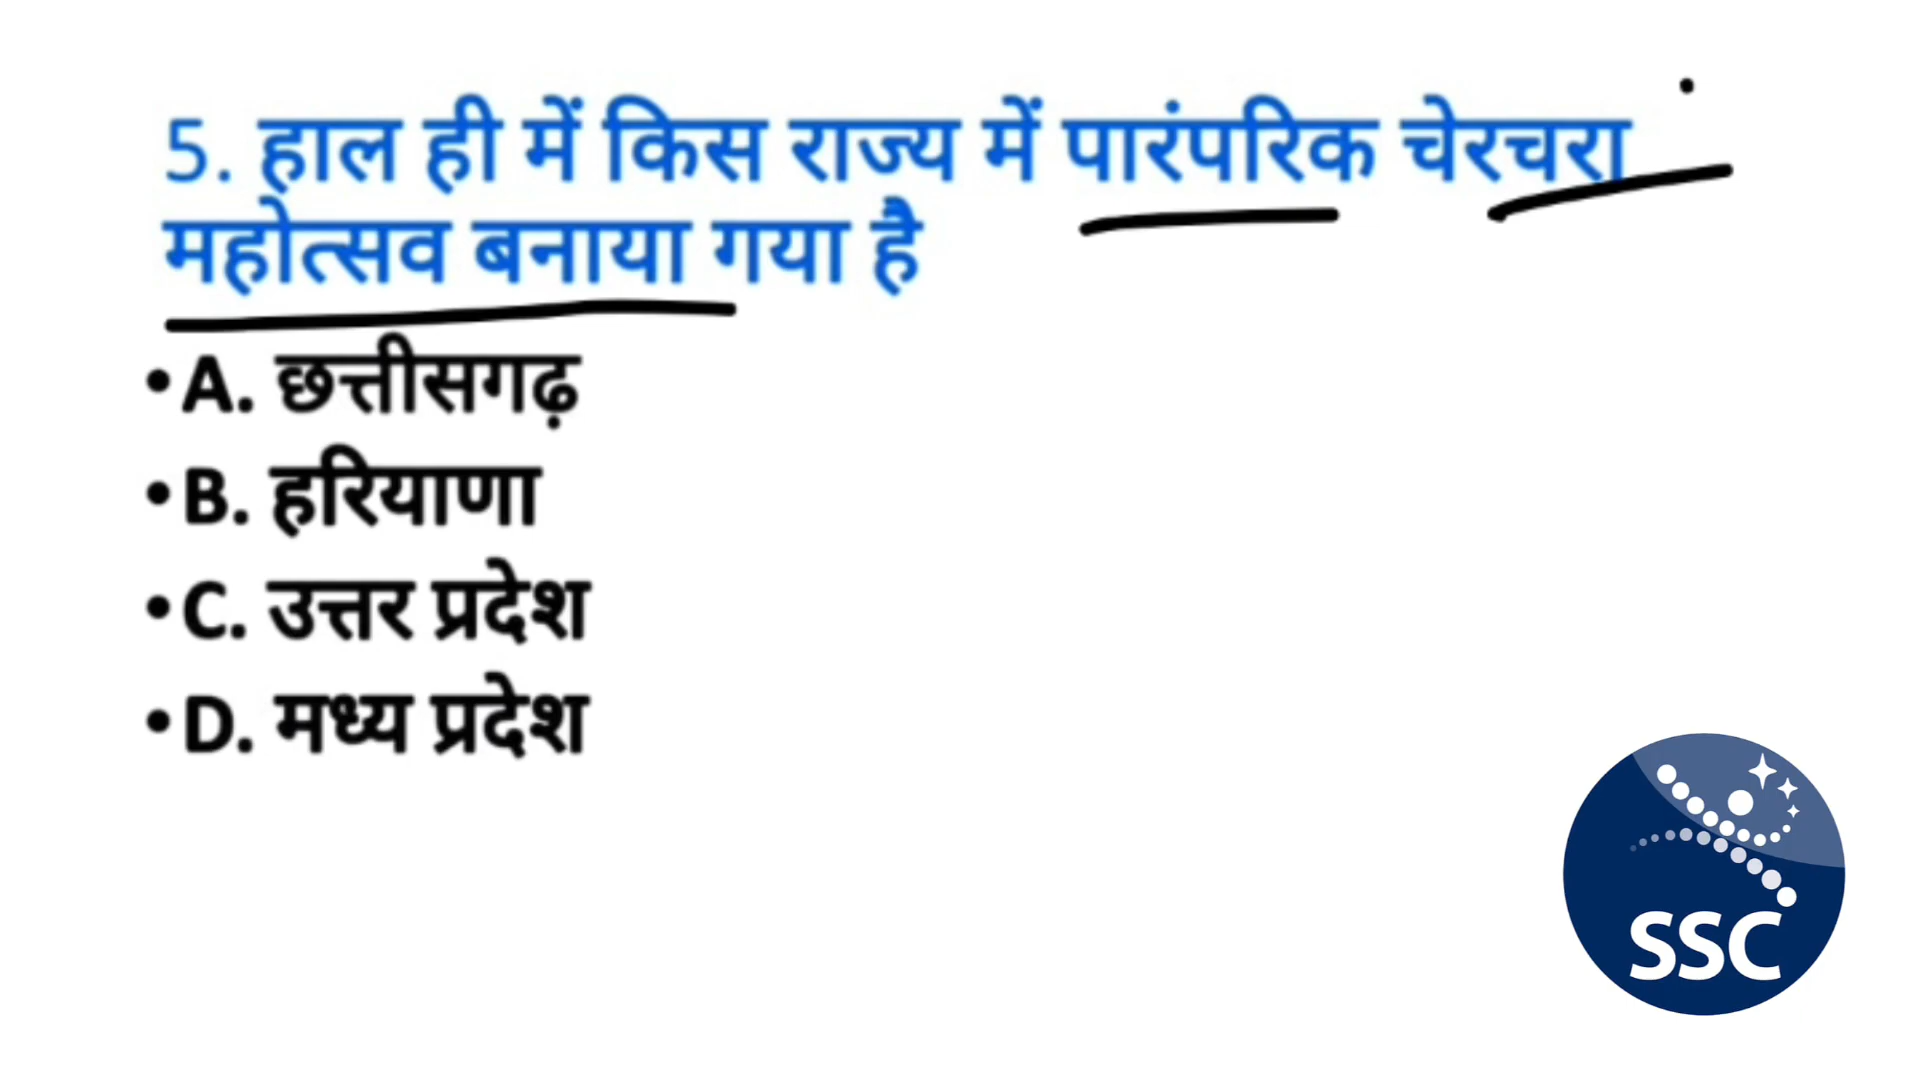 5. हाल ही में किस राज्य में पारंपरिक चेरचरा
महोत्सव बनाया गया है
•A. छत्तीसगढ़
•B. हरियाणा
•C. उत्तर प्रदेश
•D. मध्य प्रदेश
SSC